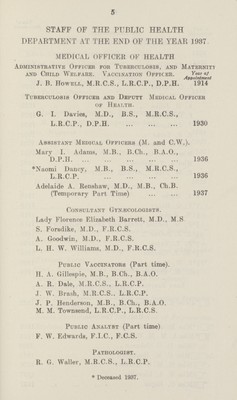 5
STAFF OF THE PUBLIC HEALTH
DEPARTMENT AT THE END OF THE YEAR 1937.
MEDICAL OFFICER OF HEALTH
Administrative Officer for Tuberculosis, and Maternity
and Child Welfare. Vaccination Officer. Year of
Appointment
J. B. Howell, M.R.C.S., L.R.C.P., D.P.H. 1914
Tuberculosis Officer and Deputy Medical Officer
of Health.
G. I. Davies, M.D., B.S., M.R.C.S.,
L.R.C.P., D.P.H. ... ... ... 1930
Assistant Medical Officers (M. and C.W.).
Mary I. Adams, M.B., B.Ch., B.A.O.,
D.P.H. ... ... ... ... ... 1936
*Naomi Dancy, M.B., B.S., M.R.C.S.,
L.R.C.P. ... ... ... ... 1936
Adelaide A. Renshaw, M.D., M.B., Ch.B.
(Temporary Part Time) ... ... 1937
Consultant Gynæcologists.
Lady Florence Elizabeth Barrett, M.D., M.S.
S. Forsdike, M.D., F.R.C.S.
A. Goodwin, M.D., F.R.C.S.
L. H. W. Williams, M.D., F.R.C.S.
Public Vaccinators (Part time).
H. A. Gillespie, M.B., B.Ch., B.A.O.
A. R. Dale, M.R.C.S., L.R.C.P.
J. W. Brash, M.R.C.S., L.R.C.P.
J. P. Henderson, M.B., B.Ch., B.A.O.
M. M. Townsend, L.R.C.P., L.R.C.S.
Public Analyst (Part time)
F. W. Edwards, F.I.C., F.C.S.
Pathologist.
R. G. Waller, M.R.C.S., L.R.C.P.
* Deceased 1937.